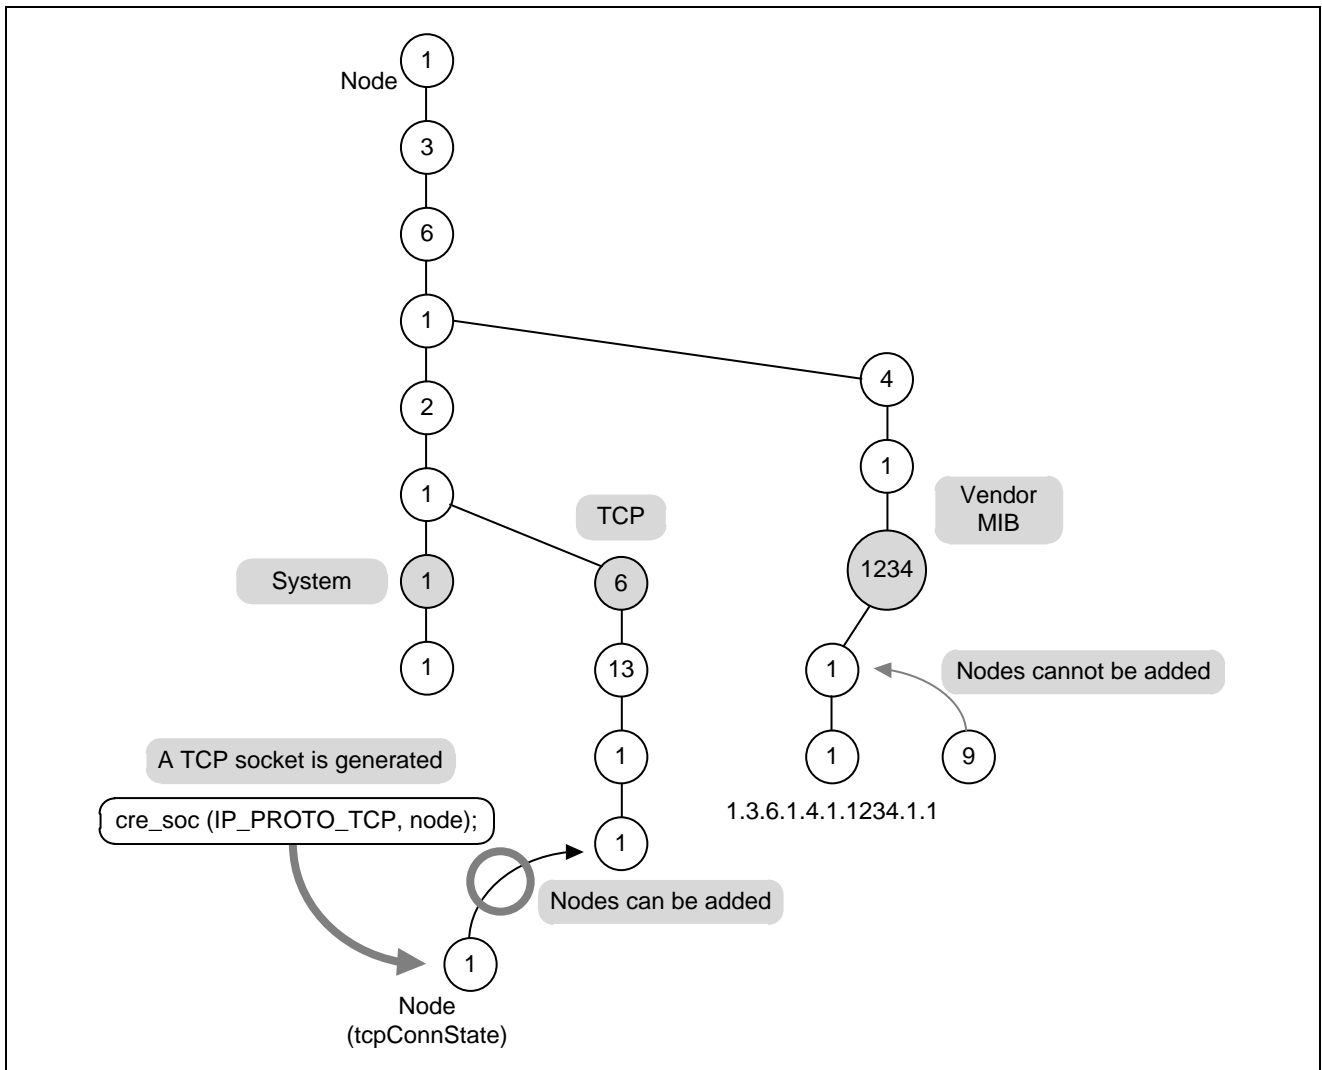 1
Node
3
6
1
4
2
1
1
Vendor
MIB
TCP
System
1
6
1234
1
13
1
Nodes cannot be added
A TCP socket is generated
1
1
9
cre_soc (IP_PROTO_TCP, node);
1.3.6.1.4.1.1234.1.1
1
Nodes can be added
1
Node
(tcpConnState)